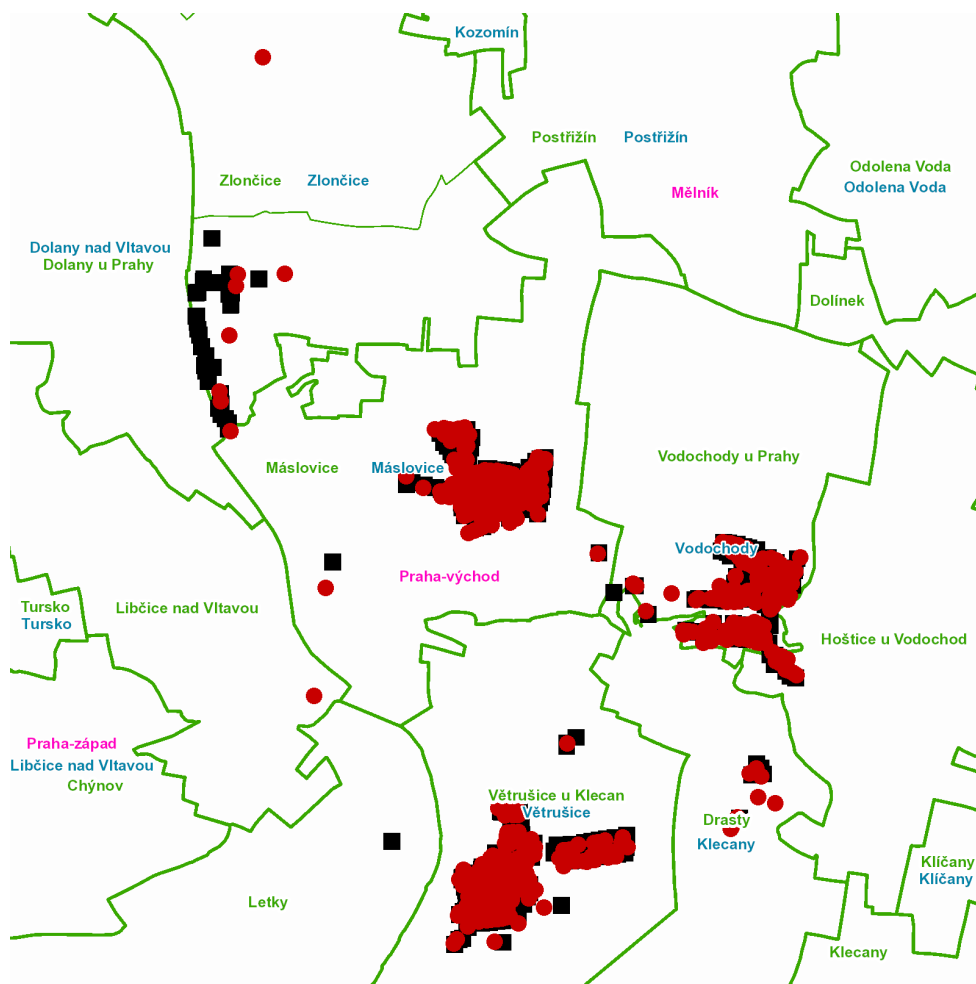 Kozomín
Postřižín Postřižín
Odolena Voda
Odolena Voda
Zlončice Zlončice
Mělník
Dolany nad Vltavou
Dolany u Prahy
Dolínek
Máslovice Máslovice
Vodochody u Prahy
Vodochody
Praha-východ
Tursko
Tursko
Libčice nad Vltavou
Hoštice u Vodochod
Praha-západ
Libčice nad Vltavou
Chýnov
Větrušice u Klecan
Větrušice
Drasty
Klecany
Klíčany
Klíčany
Letky
Klecany